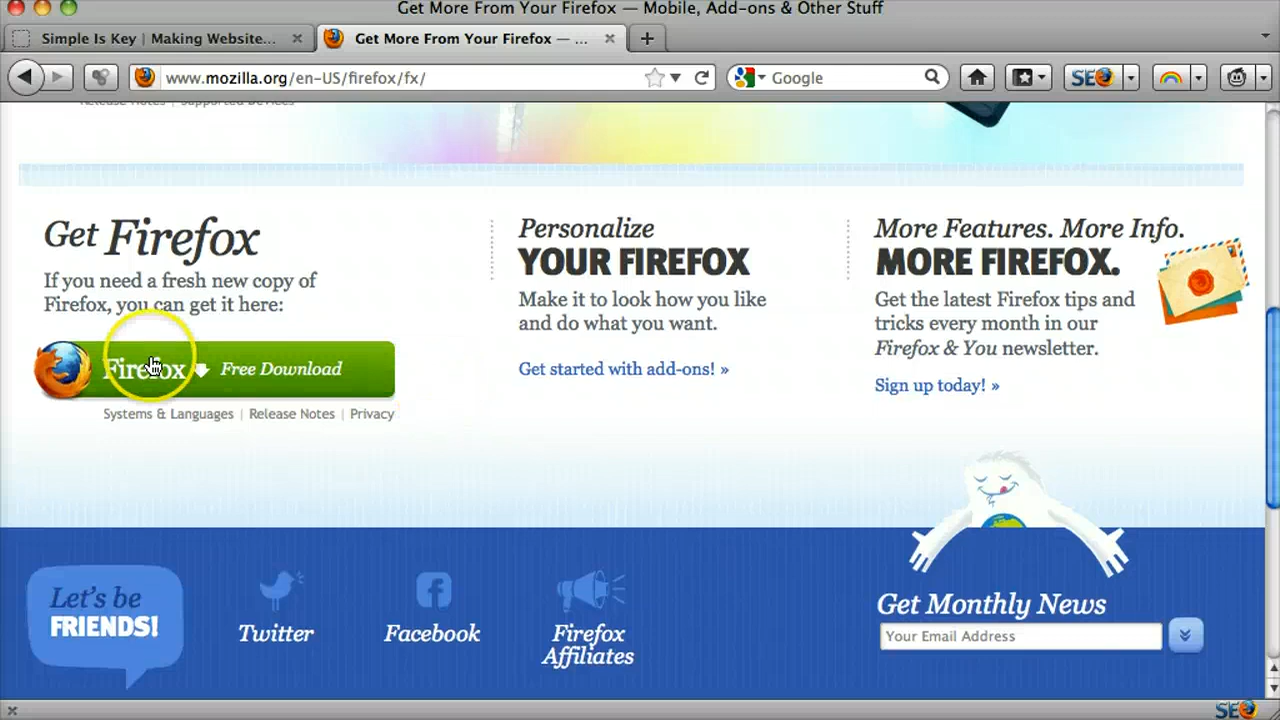 Get More From Your Firefox — Mobile, Add-ons & Other Stuff
Simple Is Key | Making Website...
Get More From Your Firefox — ...
www.mozilla.org/en-US/firefox/fx/
Google
SEO
Release Notes | Supported Devices
Get Firefox
If you need a fresh new copy of
Firefox, you can get it here:
Firefox Free Download
Systems & Languages | Release Notes | Privacy
Personalize
YOUR FIREFOX
Make it to look how you like
and do what you want.
Get started with add-ons! »
More Features. More Info.
MORE FIREFOX.
Get the latest Firefox tips and
tricks every month in our
Firefox & You newsletter.
Sign up today! »
Let's be
FRIENDS!
Twitter
Facebook
Firefox
Affiliates
Get Monthly News
Your Email Address
SEO